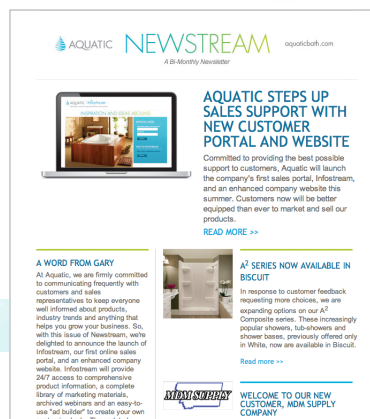 AQUATIC
NEWSTREAM
aquaticbath.com
A Bi-Monthly Newsletter
AQUATIC
Infostream
INSPIRATION AND IDEAS ABOUND
AQUATIC STEPS UP
SALES SUPPORT WITH
NEW CUSTOMER
PORTAL AND WEBSITE
Committed to providing the best possible
support to customers, Aquatic will launch
the company's first sales portal, Infostream,
and an enhanced company website this
summer. Customers now will be better
equipped than ever to market and sell our
products.
READ MORE >>
A WORD FROM GARY
At Aquatic, we are firmly committed
to communicating frequently with
customers and sales
representatives to keep everyone
well informed about products,
industry trends and anything that
helps you grow your business. So,
with this issue of Newstream, we're
delighted to announce the launch of
Infostream, our first online sales
portal, and an enhanced company
website. Infostream will provide
24/7 access to comprehensive
product information, a complete
library of marketing materials,
archived webinars and an easy-to-
use "ad builder" to create your own
A² SERIES NOW AVAILABLE IN
BISCUIT
In response to customer feedback
requesting more choices, we are
expanding options our our A²
Composite series. These increasingly
popular showers, tub-showers and
shower bases, previously offered only
in White, now are available in Biscuit.
Read more >>
MDM SUPPLY
WELCOME TO OUR NEW
CUSTOMER, MDM SUPPLY
COMPANY